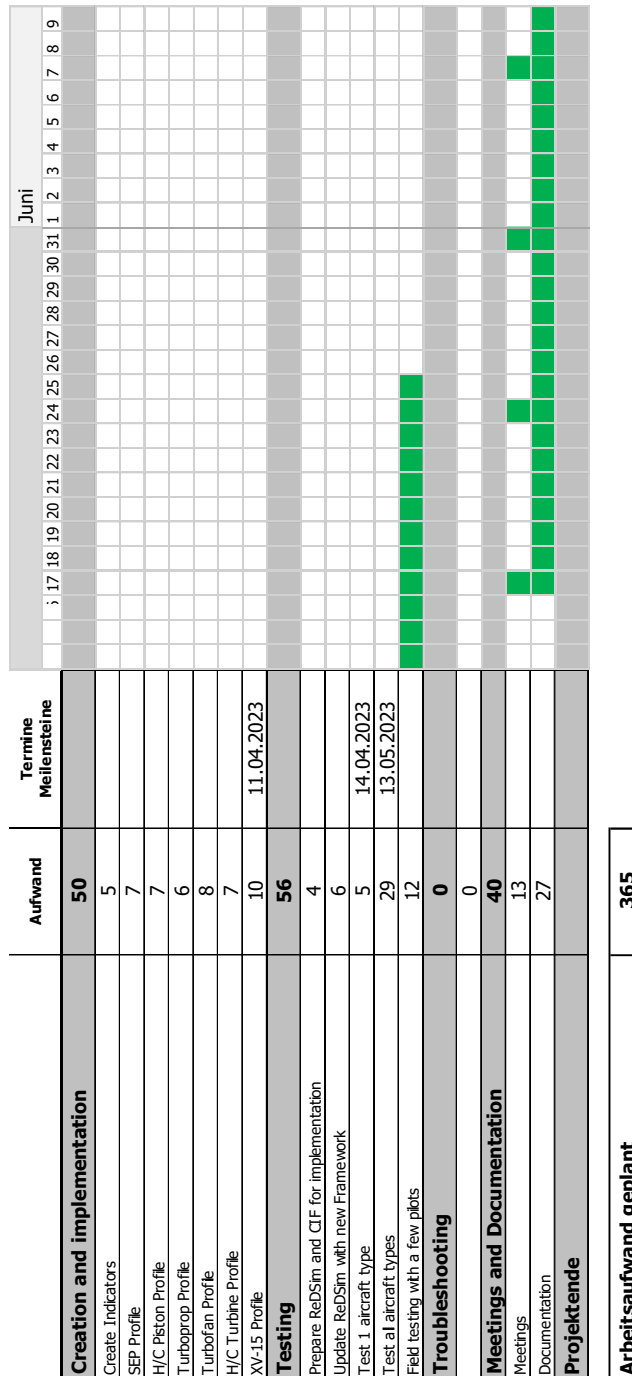 Juni
17 18 19 20 21 22 23 24 25 26 27 28 29 30 31 1 2 3 4 5 6 7 8 9
Aufwand
Termine
Meilensteine
Creation and implementation 50
Create Indicators 5
SEP Profile 7
H/C Piston Profile 7
Turboprop Profile 6
Turbofan Profile 8
H/C Turbine Profile 7
XV-15 Profile 10 11.04.2023
Testing 56
Prepare ReDSim and CIF for implementation 4
Update ReDSim with new Framework 6
Test 1 aircraft type 5 14.04.2023
Test al aircraft types 29 13.05.2023
Field testing wth a few pilots 12
Troubleshooting 0
0
Meetings and Documentation 40
Meetings 13
Documentation 27
Projektende
Arbeitsaufwand geplant 365